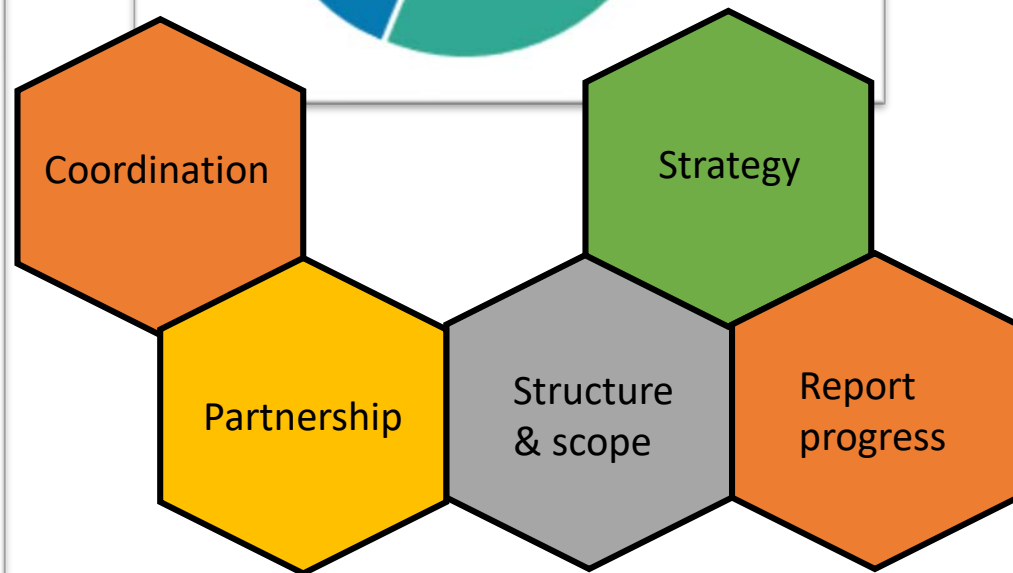 Coordination
Strategy
Partnership
Structure
& scope
Report
progress